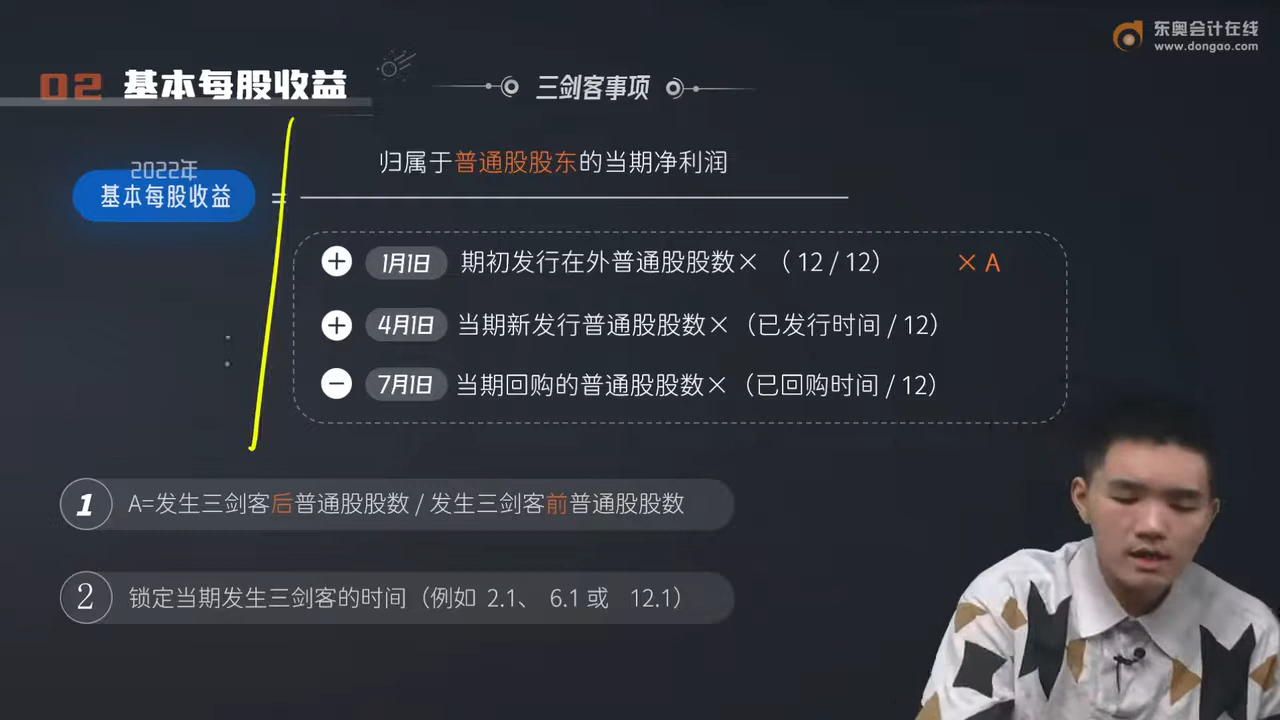 东奥会计在线
www.dongao.com
02 基本每股收益
三剑客事项
归属于普通股股东的当期净利润
2022年
基本每股收益
=
+ 1月1日 期初发行在外普通股股数×（12 / 12） × A
+ 4月1日 当期新发行普通股股数×（已发行时间 / 12）
− 7月1日 当期回购的普通股股数×（已回购时间 / 12）
1 A=发生三剑客后普通股股数 / 发生三剑客前普通股股数
2 锁定当期发生三剑客的时间（例如 2.1、 6.1 或 12.1）